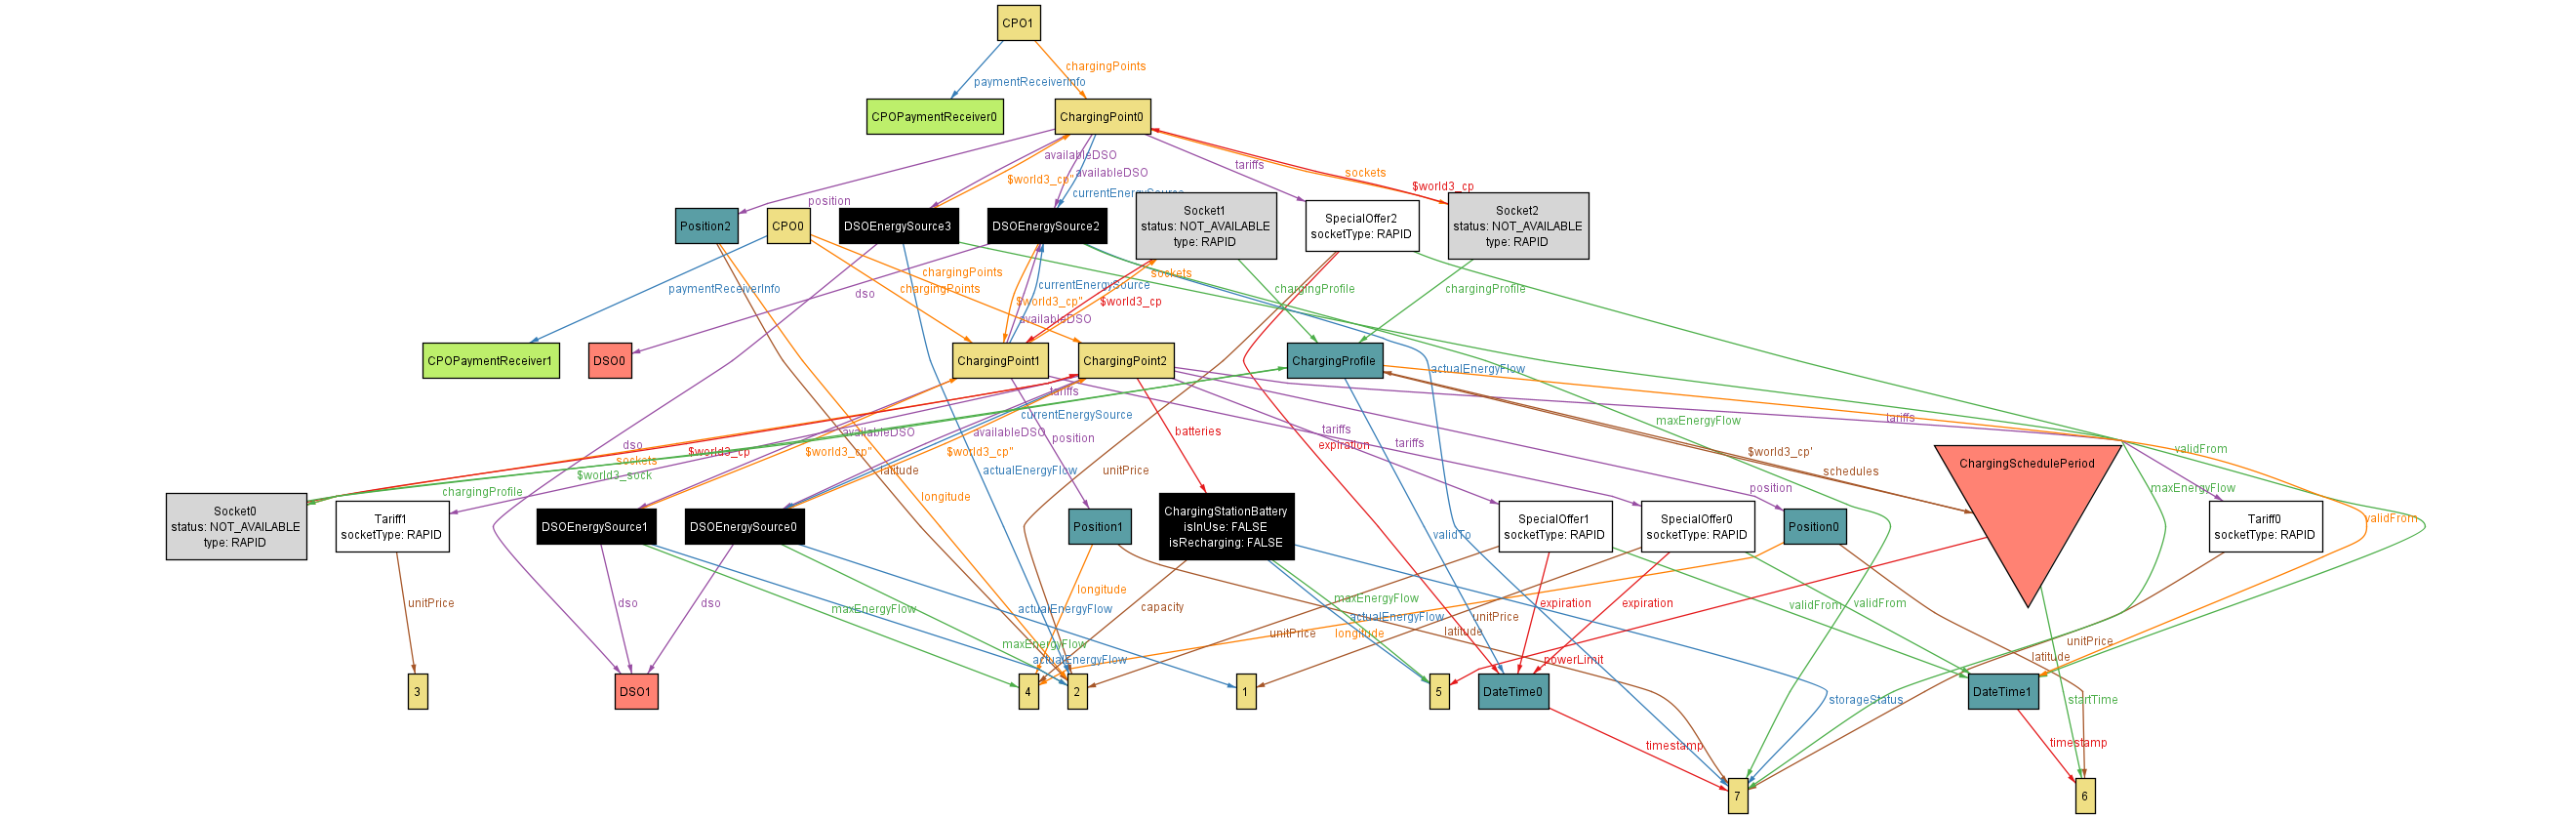 CPO1
chargingPoints
paymentReceiverInfo
CPOPaymentReceiver0
ChargingPoint0
availableDSO
tariffs
availableDSO
sockets
$world3_cp"
$world3_cp
currentEnergySource
position
Position2
CPO0
DSOEnergySource3
DSOEnergySource2
Socket1
status: NOT_AVAILABLE
type: RAPID
SpecialOffer2
socketType: RAPID
Socket2
status: NOT_AVAILABLE
type: RAPID
chargingPoints
sockets
paymentReceiverInfo
chargingPoints
currentEnergySource
chargingProfile
chargingProfile
dso
$world3_cp"
$world3_cp
availableDSO
CPOPaymentReceiver1
DSO0
ChargingPoint1
ChargingPoint2
ChargingProfile
actualEnergyFlow
tariffs
currentEnergySource
tariffs
maxEnergyFlow
availableDSO
availableDSO
position
batteries
tariffs
tariffs
dso
expiration
validFrom
sockets
$world3_cp
$world3_cp"
$world3_cp"
$world3_cp'
$world3_sock
latitude
actualEnergyFlow
unitPrice
schedules
ChargingSchedulePeriod
chargingProfile
longitude
position
maxEnergyFlow
Socket0
status: NOT_AVAILABLE
type: RAPID
Tariff1
socketType: RAPID
DSOEnergySource1
DSOEnergySource0
Position1
ChargingStationBattery
isInUse: FALSE
isRecharging: FALSE
SpecialOffer1
socketType: RAPID
SpecialOffer0
socketType: RAPID
Position0
Tariff0
socketType: RAPID
validFrom
validTo
unitPrice
dso
dso
maxEnergyFlow
actualEnergyFlow
longitude
capacity
maxEnergyFlow
actualEnergyFlow
expiration
unitPrice
expiration
validFrom
validFrom
maxEnergyFlow
actualEnergyFlow
unitPrice
longitude
latitude
powerLimit
unitPrice
latitude
3
DSO1
4
2
1
5
DateTime0
DateTime1
storageStatus
startTime
timestamp
timestamp
7
6